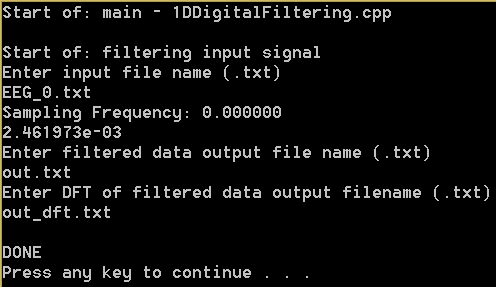 Start of: main - 1DDigitalFiltering.cpp
Start of: filtering input signal
Enter input file name (.txt)
EEG_0.txt
Sampling Frequency: 0.000000
2.461973e-03
Enter filtered data output file name (.txt)
out.txt
Enter DFT of filtered data output filename (.txt)
out_dft.txt
DONE
Press any key to continue . . .